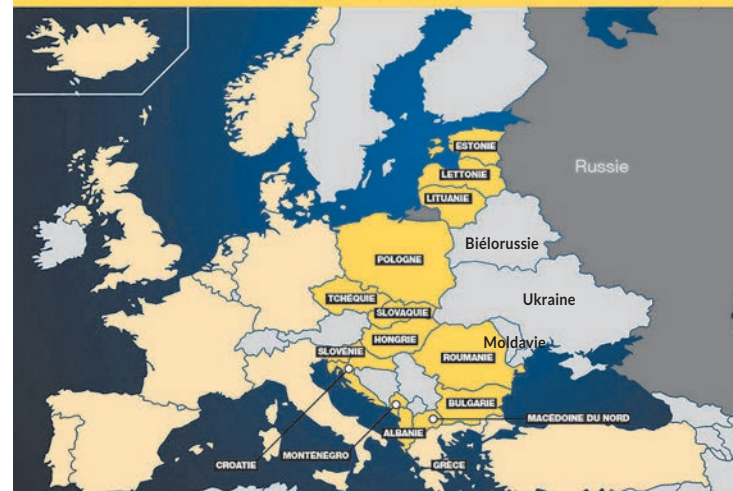 ESTONIE
LETTONIE
Russie
LITUANIE
Biélorussie
POLOGNE
TCHÉQUIE
Ukraine
SLOVAQUIE
HONGRIE
Moldavie
SLOVÉNIE
ROUMANIE
BULGARIE
MACÉDOINE DU NORD
ALBANIE
MONTÉNÉGRO
CROATIE
GRÈCE